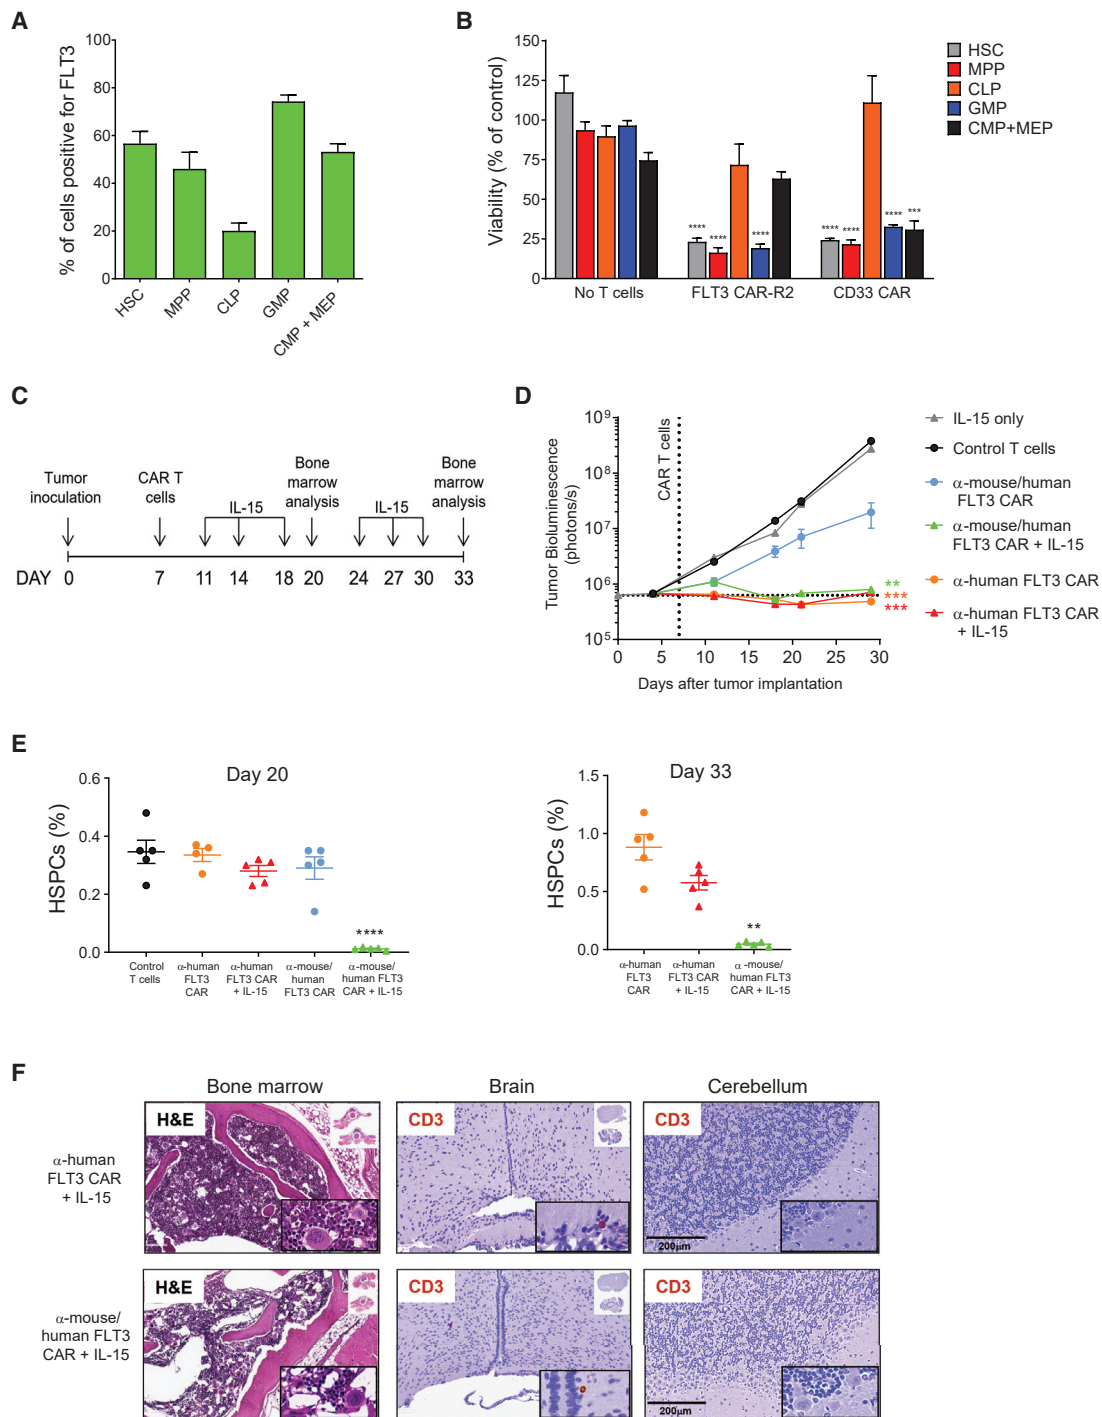 A
% of cells positive for FLT3
100
80
60
40
20
0
HSC
MPP
CLP
GMP
CMP + MEP
B
Viability (% of control)
150
125
100
75
50
25
0
**** **** ****
**** **** **** ***
No T cells
FLT3 CAR-R2
CD33 CAR
HSC
MPP
CLP
GMP
CMP+MEP
C
Tumor
inoculation
CAR T
cells
IL-15
Bone
marrow
analysis
IL-15
Bone
marrow
analysis
DAY 0 7 11 14 18 20 24 27 30 33
D
Tumor Bioluminescence
(photons/s)
10⁹
10⁸
10⁷
10⁶
10⁵
CAR T cells
**
***
***
0 5 10 15 20 25 30
Days after tumor implantation
IL-15 only
Control T cells
α-mouse/human
FLT3 CAR
α-mouse/human
FLT3 CAR + IL-15
α-human FLT3 CAR
α-human FLT3 CAR
+ IL-15
E
Day 20
HSPCs (%)
0.6
0.4
0.2
0.0
****
Control
T cells
α-human
FLT3
CAR
α-human
FLT3 CAR
+ IL-15
α-mouse/
human
FLT3 CAR
α-mouse/
human FLT3
CAR + IL-15
Day 33
HSPCs (%)
1.5
1.0
0.5
0.0
**
α-human
FLT3
CAR
α-human
FLT3 CAR
+ IL-15
α-mouse/
human FLT3
CAR + IL-15
F
Bone marrow
Brain
Cerebellum
α-human
FLT3 CAR
+ IL-15
H&E
CD3
CD3
200µm
α-mouse/
human FLT3
CAR + IL-15
H&E
CD3
CD3
200µm